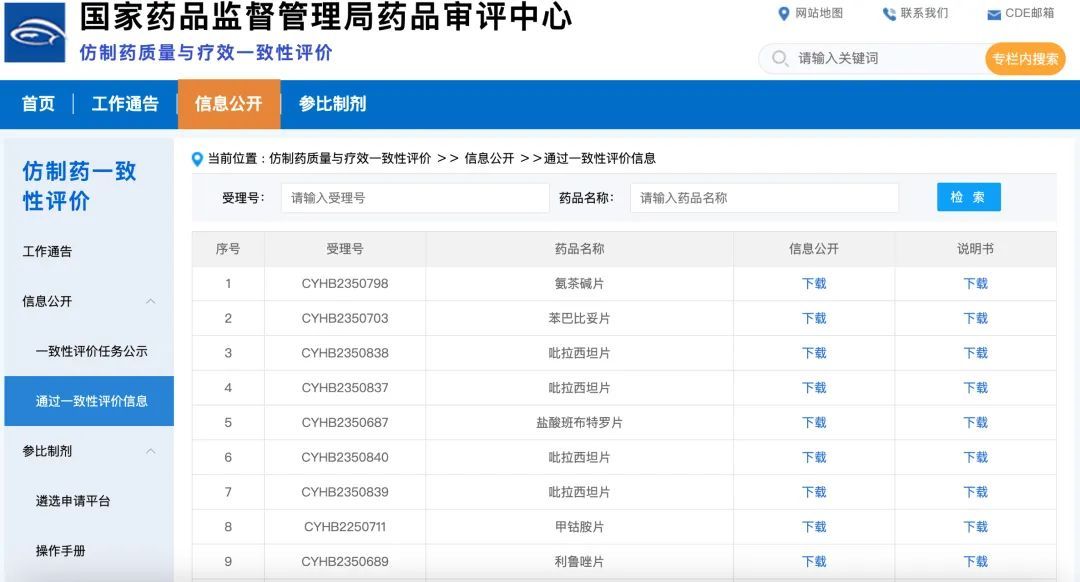 国家药品监督管理局药品审评中心
仿制药质量与疗效一致性评价
网站地图 联系我们 CDE邮箱
请输入关键词 专栏内搜索
首页 工作通告 信息公开 参比制剂
仿制药一致
性评价
工作通告
信息公开
一致性评价任务公示
通过一致性评价信息
参比制剂
遴选申请平台
操作手册
当前位置：仿制药质量与疗效一致性评价 >> 信息公开 >>通过一致性评价信息
受理号： 请输入受理号 药品名称： 请输入药品名称 检 索
序号 受理号 药品名称 信息公开 说明书
1 CYHB2350798 氨茶碱片 下载 下载
2 CYHB2350703 苯巴比妥片 下载 下载
3 CYHB2350838 吡拉西坦片 下载 下载
4 CYHB2350837 吡拉西坦片 下载 下载
5 CYHB2350687 盐酸班布特罗片 下载 下载
6 CYHB2350840 吡拉西坦片 下载 下载
7 CYHB2350839 吡拉西坦片 下载 下载
8 CYHB2250711 甲钴胺片 下载 下载
9 CYHB2350689 利鲁唑片 下载 下载